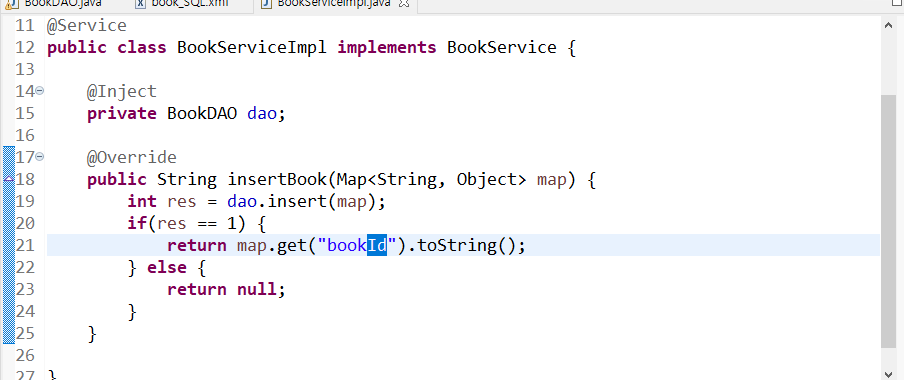 BookDAO.java book_SQL.xml BookServiceImpl.java
11 @Service
12 public class BookServiceImpl implements BookService {
13
14 @Inject
15 private BookDAO dao;
16
17 @Override
18 public String insertBook(Map<String, Object> map) {
19 int res = dao.insert(map);
20 if(res == 1) {
21 return map.get("bookId").toString();
22 } else {
23 return null;
24 }
25 }
26
27 }